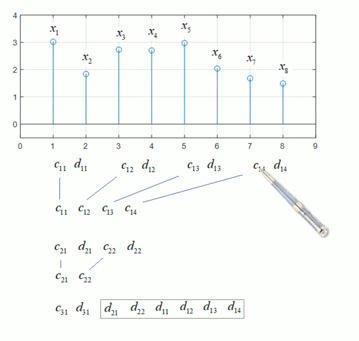 4
x₁ x₂ x₃ x₄ x₅ x₆ x₇ x₈
3
2
1
0
0 1 2 3 4 5 6 7 8 9
c₁₁ d₁₁ c₁₂ d₁₂ c₁₃ d₁₃ c₁₄ d₁₄
c₁₁ c₁₂ c₁₃ c₁₄
c₂₁ d₂₁ c₂₂ d₂₂
c₂₁ c₂₂
c₃₁ d₃₁ d₂₁ d₂₂ d₁₁ d₁₂ d₁₃ d₁₄